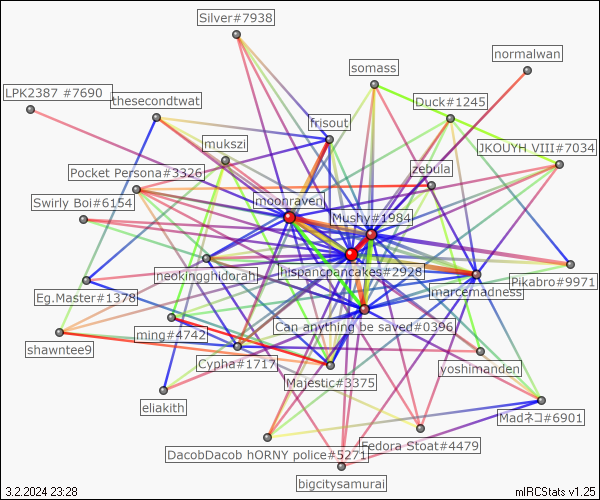 Silver#7938
normalwan
somass
LPK2387 #7690
thesecondtwat
Duck#1245
frisout
mukszi
JKOUYH VIII#7034
Pocket Persona#3326
zebula
Swirly Boi#6154
moonraven
Mushy#1984
neokingghidorah
hispancpancakes#2928
Pikabro#9971
marcemadness
Eg.Master#1378
ming#4742
Can anything be saved#0396
shawntee9
Cypha#1717
Majestic#3375
yoshimanden
eliakith
Madネコ#6901
Fedora Stoat#4479
DacobDacob hORNY police#5271
bigcitysamurai
3.2.2024 23:28
mIRCStats v1.25